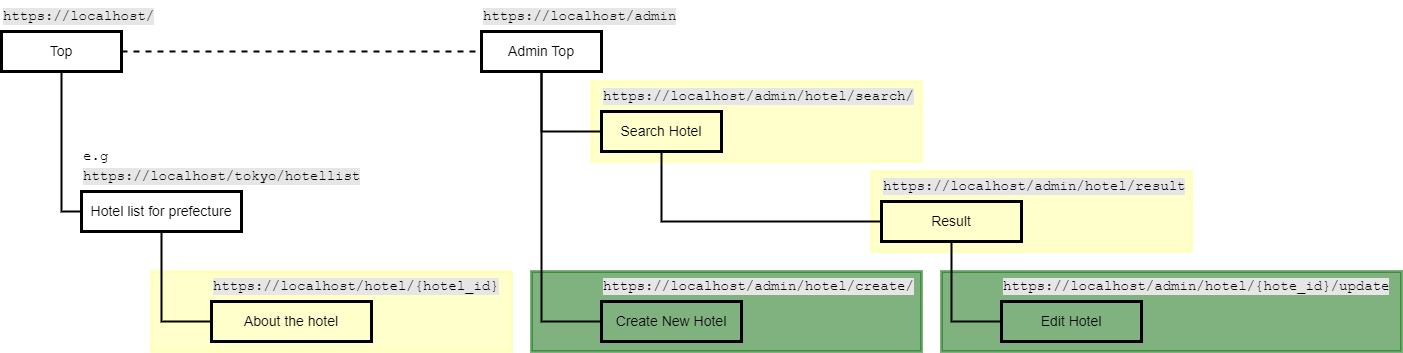 https://localhost/
https://localhost/admin
Top
Admin Top
https://localhost/admin/hotel/search/
Search Hotel
e.g
https://localhost/tokyo/hotellist
https://localhost/admin/hotel/result
Hotel list for prefecture
Result
https://localhost/hotel/{hotel_id}
https://localhost/admin/hotel/create/
https://localhost/admin/hotel/{hote_id}/update
About the hotel
Create New Hotel
Edit Hotel